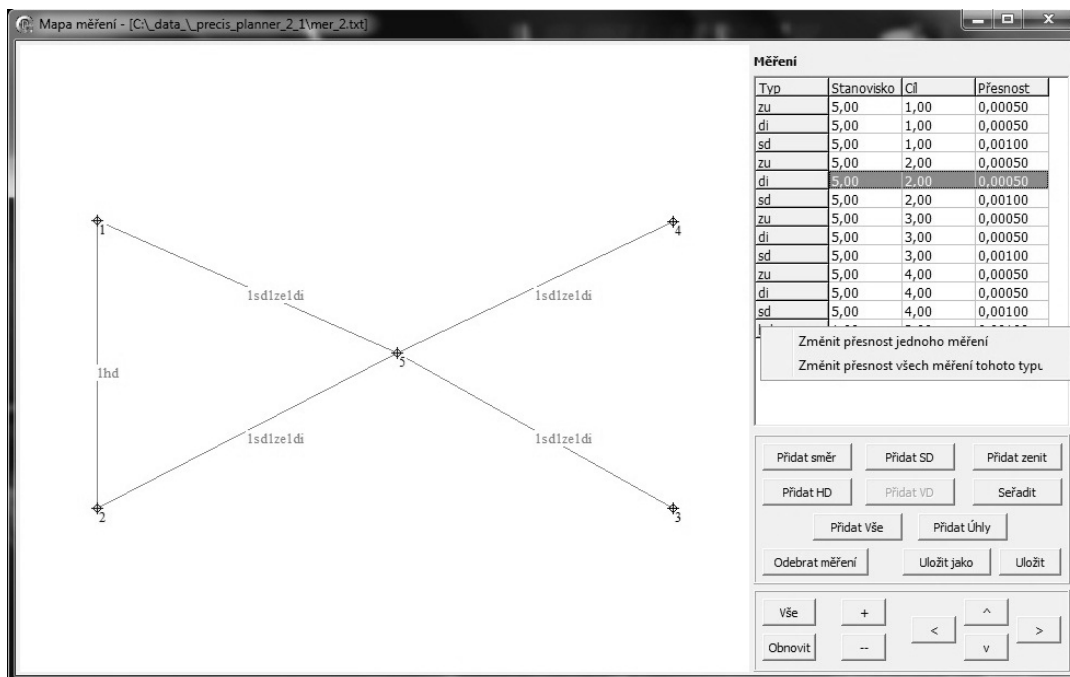 Mapa měření - [C:\_data_\_precis_planner_2_1\mer_2.txt]
Měření
Typ Stanovisko Cíl Přesnost
zu 5,00 1,00 0,00050
di 5,00 1,00 0,00050
sd 5,00 1,00 0,00100
zu 5,00 2,00 0,00050
di 5,00 2,00 0,00050
sd 5,00 2,00 0,00100
zu 5,00 3,00 0,00050
di 5,00 3,00 0,00050
sd 5,00 3,00 0,00100
zu 5,00 4,00 0,00050
di 5,00 4,00 0,00050
sd 5,00 4,00 0,00100
Změnit přesnost jednoho měření
Změnit přesnost všech měření tohoto typu
1
4
1sd1ze1di
1sd1ze1di
5
1hd
1sd1ze1di
1sd1ze1di
2
3
Přidat směr Přidat SD Přidat zenit
Přidat HD Přidat VD Seřadit
Přidat Vše Přidat Úhly
Odebrat měření Uložit jako Uložit
Vše + ^
< >
Obnovit -- v